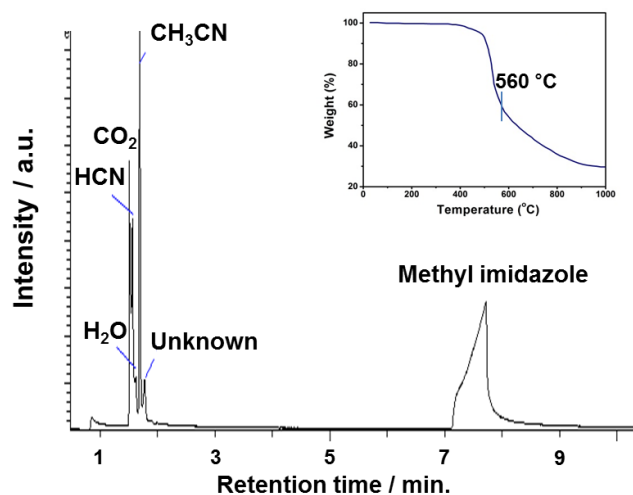 CH₃CN
CO₂
HCN
H₂O
Unknown
Methyl imidazole
Intensity / a.u.
1 3 5 7 9
Retention time / min.
560 °C
Weight (%)
100
80
60
40
20
0 200 400 600 800 1000
Temperature (°C)